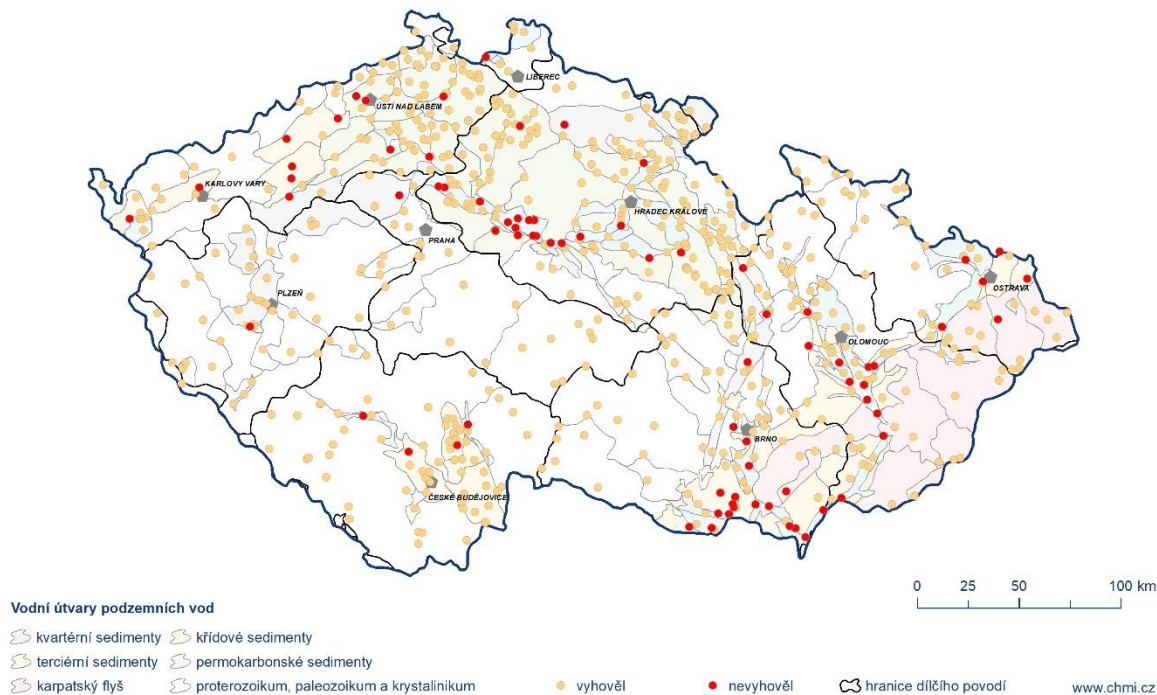 LIBEREC
ÚSTÍ NAD LABEM
KARLOVY VARY
HRADEC KRÁLOVÉ
PRAHA
PLZEŇ
OSTRAVA
OLOMOUC
BRNO
ČESKÉ BUDĚJOVICE
0 25 50 100 km
Vodní útvary podzemních vod
kvartérní sedimenty křídové sedimenty
terciérní sedimenty permokarbonské sedimenty
karpatský flyš proterozoikum, paleozoikum a krystalinikum vyhověl nevyhověl hranice dílčího povodí www.chmi.cz